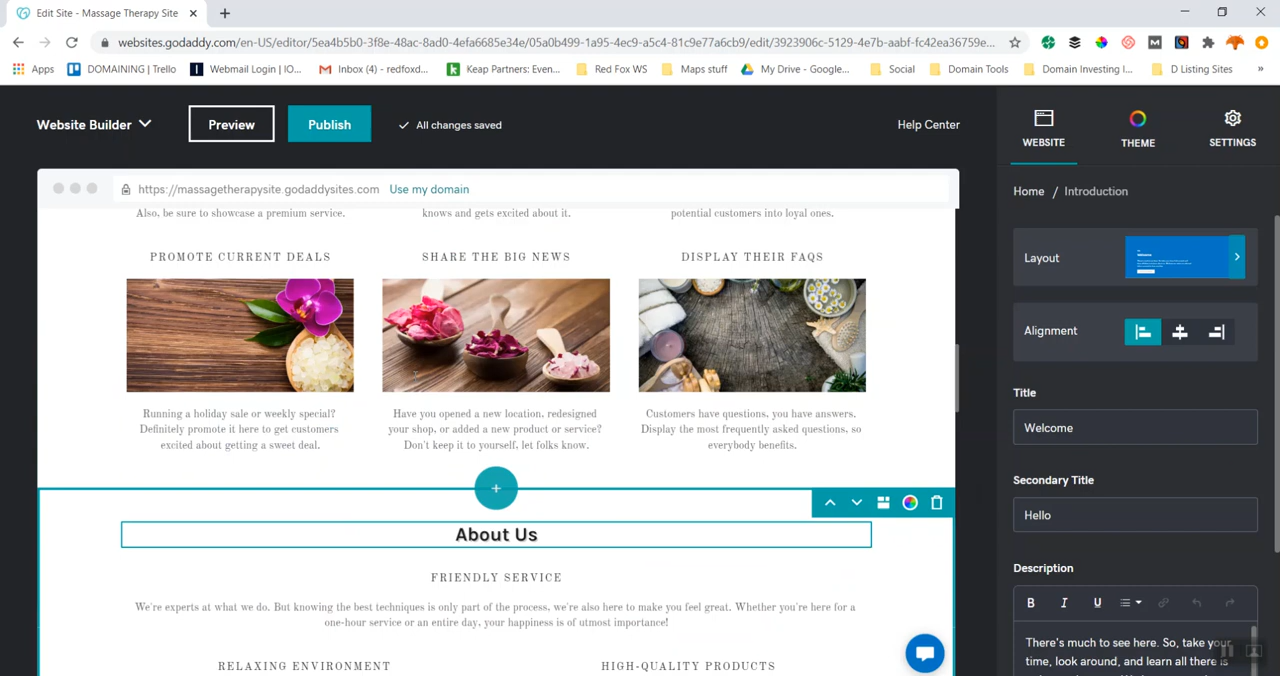 Edit Site - Massage Therapy Site
websites.godaddy.com/en-US/editor/5ea4b5b0-3f8e-48ac-8ad0-4efa6685e34e/05a0b499-1a95-4ec9-a5c4-81c9e77a6cb9/edit/3923906c-5129-4e7b-aabf-fc42ea36759e...
Apps DOMAINING | Trello Webmail Login | IO... Inbox (4) - redfoxd... Keap Partners: Even... Red Fox WS Maps stuff My Drive - Google... Social Domain Tools Domain Investing I... D Listing Sites »
Website Builder Preview Publish All changes saved Help Center
WEBSITE THEME SETTINGS
https://massagetherapysite.godaddysites.com Use my domain
Home / Introduction
Also, be sure to showcase a premium service. knows and gets excited about it. potential customers into loyal ones.
PROMOTE CURRENT DEALS SHARE THE BIG NEWS DISPLAY THEIR FAQS
Layout
Alignment
Title
Welcome
Running a holiday sale or weekly special?
Definitely promote it here to get customers
excited about getting a sweet deal.
Have you opened a new location, redesigned
your shop, or added a new product or service?
Don't keep it to yourself, let folks know.
Customers have questions, you have answers.
Display the most frequently asked questions, so
everybody benefits.
Secondary Title
Hello
About Us
FRIENDLY SERVICE
We're experts at what we do. But knowing the best techniques is only part of the process, we're also here to make you feel great. Whether you're here for a
one-hour service or an entire day, your happiness is of utmost importance!
RELAXING ENVIRONMENT HIGH-QUALITY PRODUCTS
Description
B I U
There's much to see here. So, take your
time, look around, and learn all there is